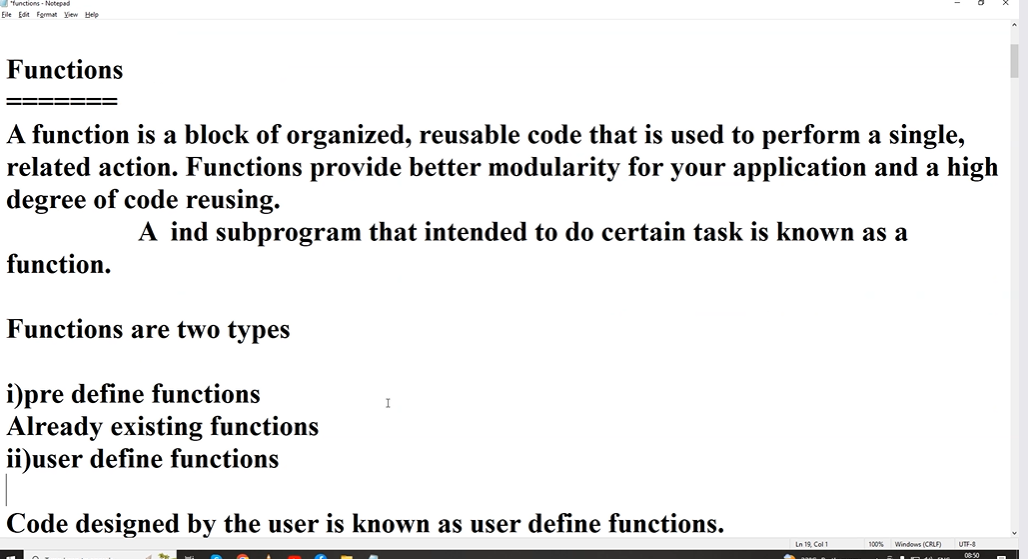 *functions - Notepad
File Edit Format View Help
Functions
=======
A function is a block of organized, reusable code that is used to perform a single,
related action. Functions provide better modularity for your application and a high
degree of code reusing.
A  ind subprogram that intended to do certain task is known as a
function.
Functions are two types
i)pre define functions
Already existing functions
ii)user define functions
Code designed by the user is known as user define functions.
Ln 19, Col 1 100% Windows (CRLF) UTF-8
08:50